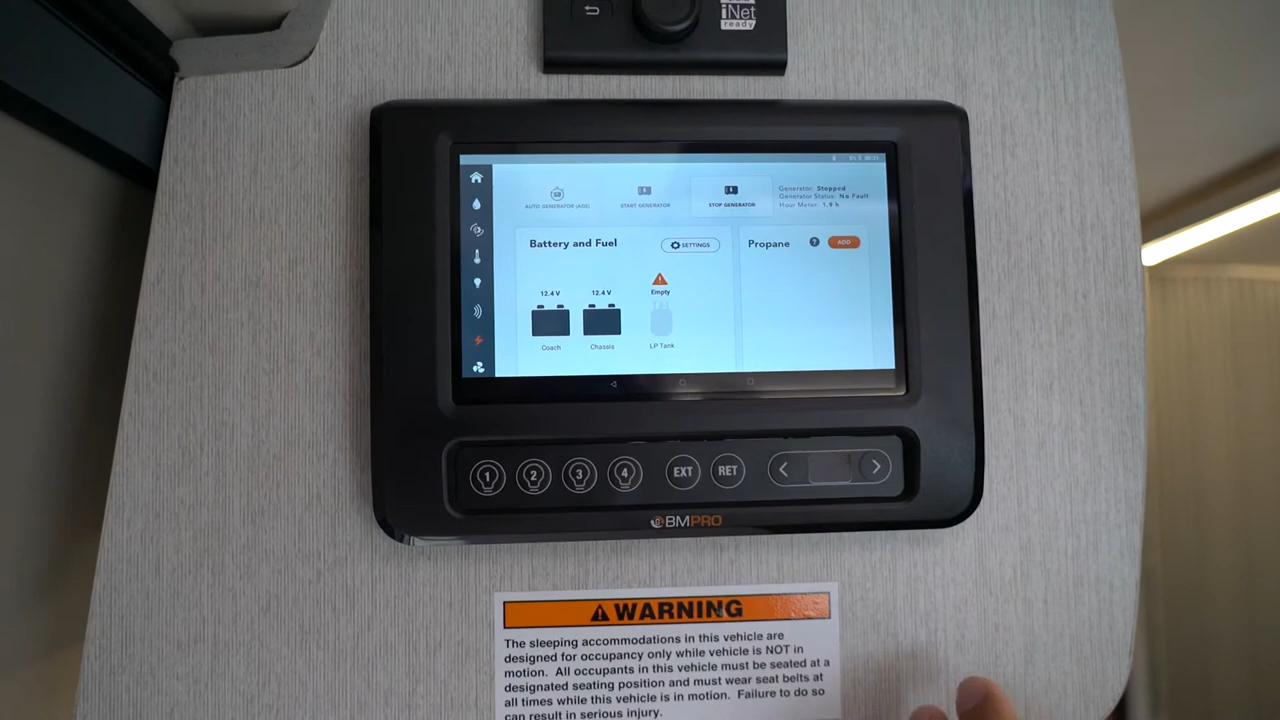 iNet
ready
AUTO GENERATOR (AGS)
START GENERATOR
STOP GENERATOR
Generator: Stopped
Generator Status: No Fault
Hour Meter: 1.9 h
Battery and Fuel
SETTINGS
Propane
?
ADD
12.4 V
12.4 V
Empty
Coach
Chassis
LP Tank
1
2
3
4
EXT
RET
BMPRO
WARNING
The sleeping accommodations in this vehicle are
designed for occupancy only while vehicle is NOT in
motion. All occupants in this vehicle must be seated at a
designated seating position and must wear seat belts at
all times while this vehicle is in motion. Failure to do so
can result in serious injury.